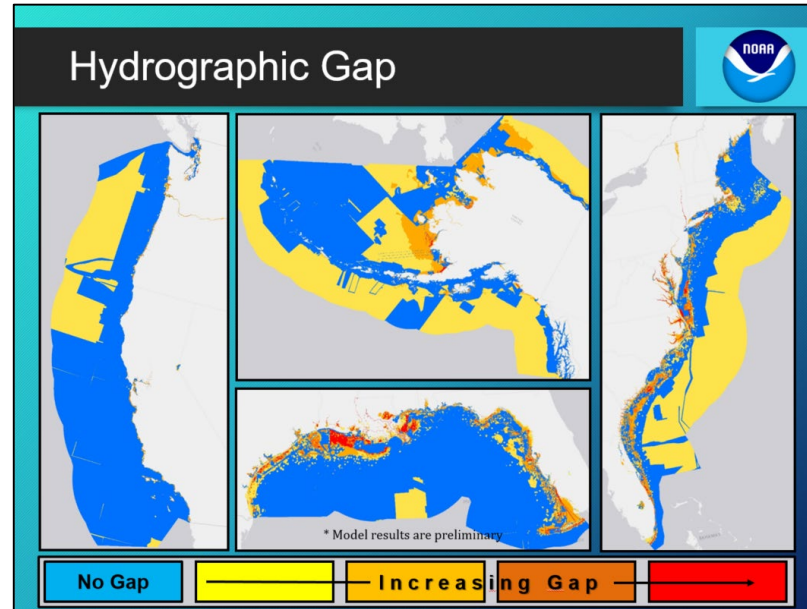 Hydrographic Gap
NOAA
* Model results are preliminary
No Gap
Increasing Gap